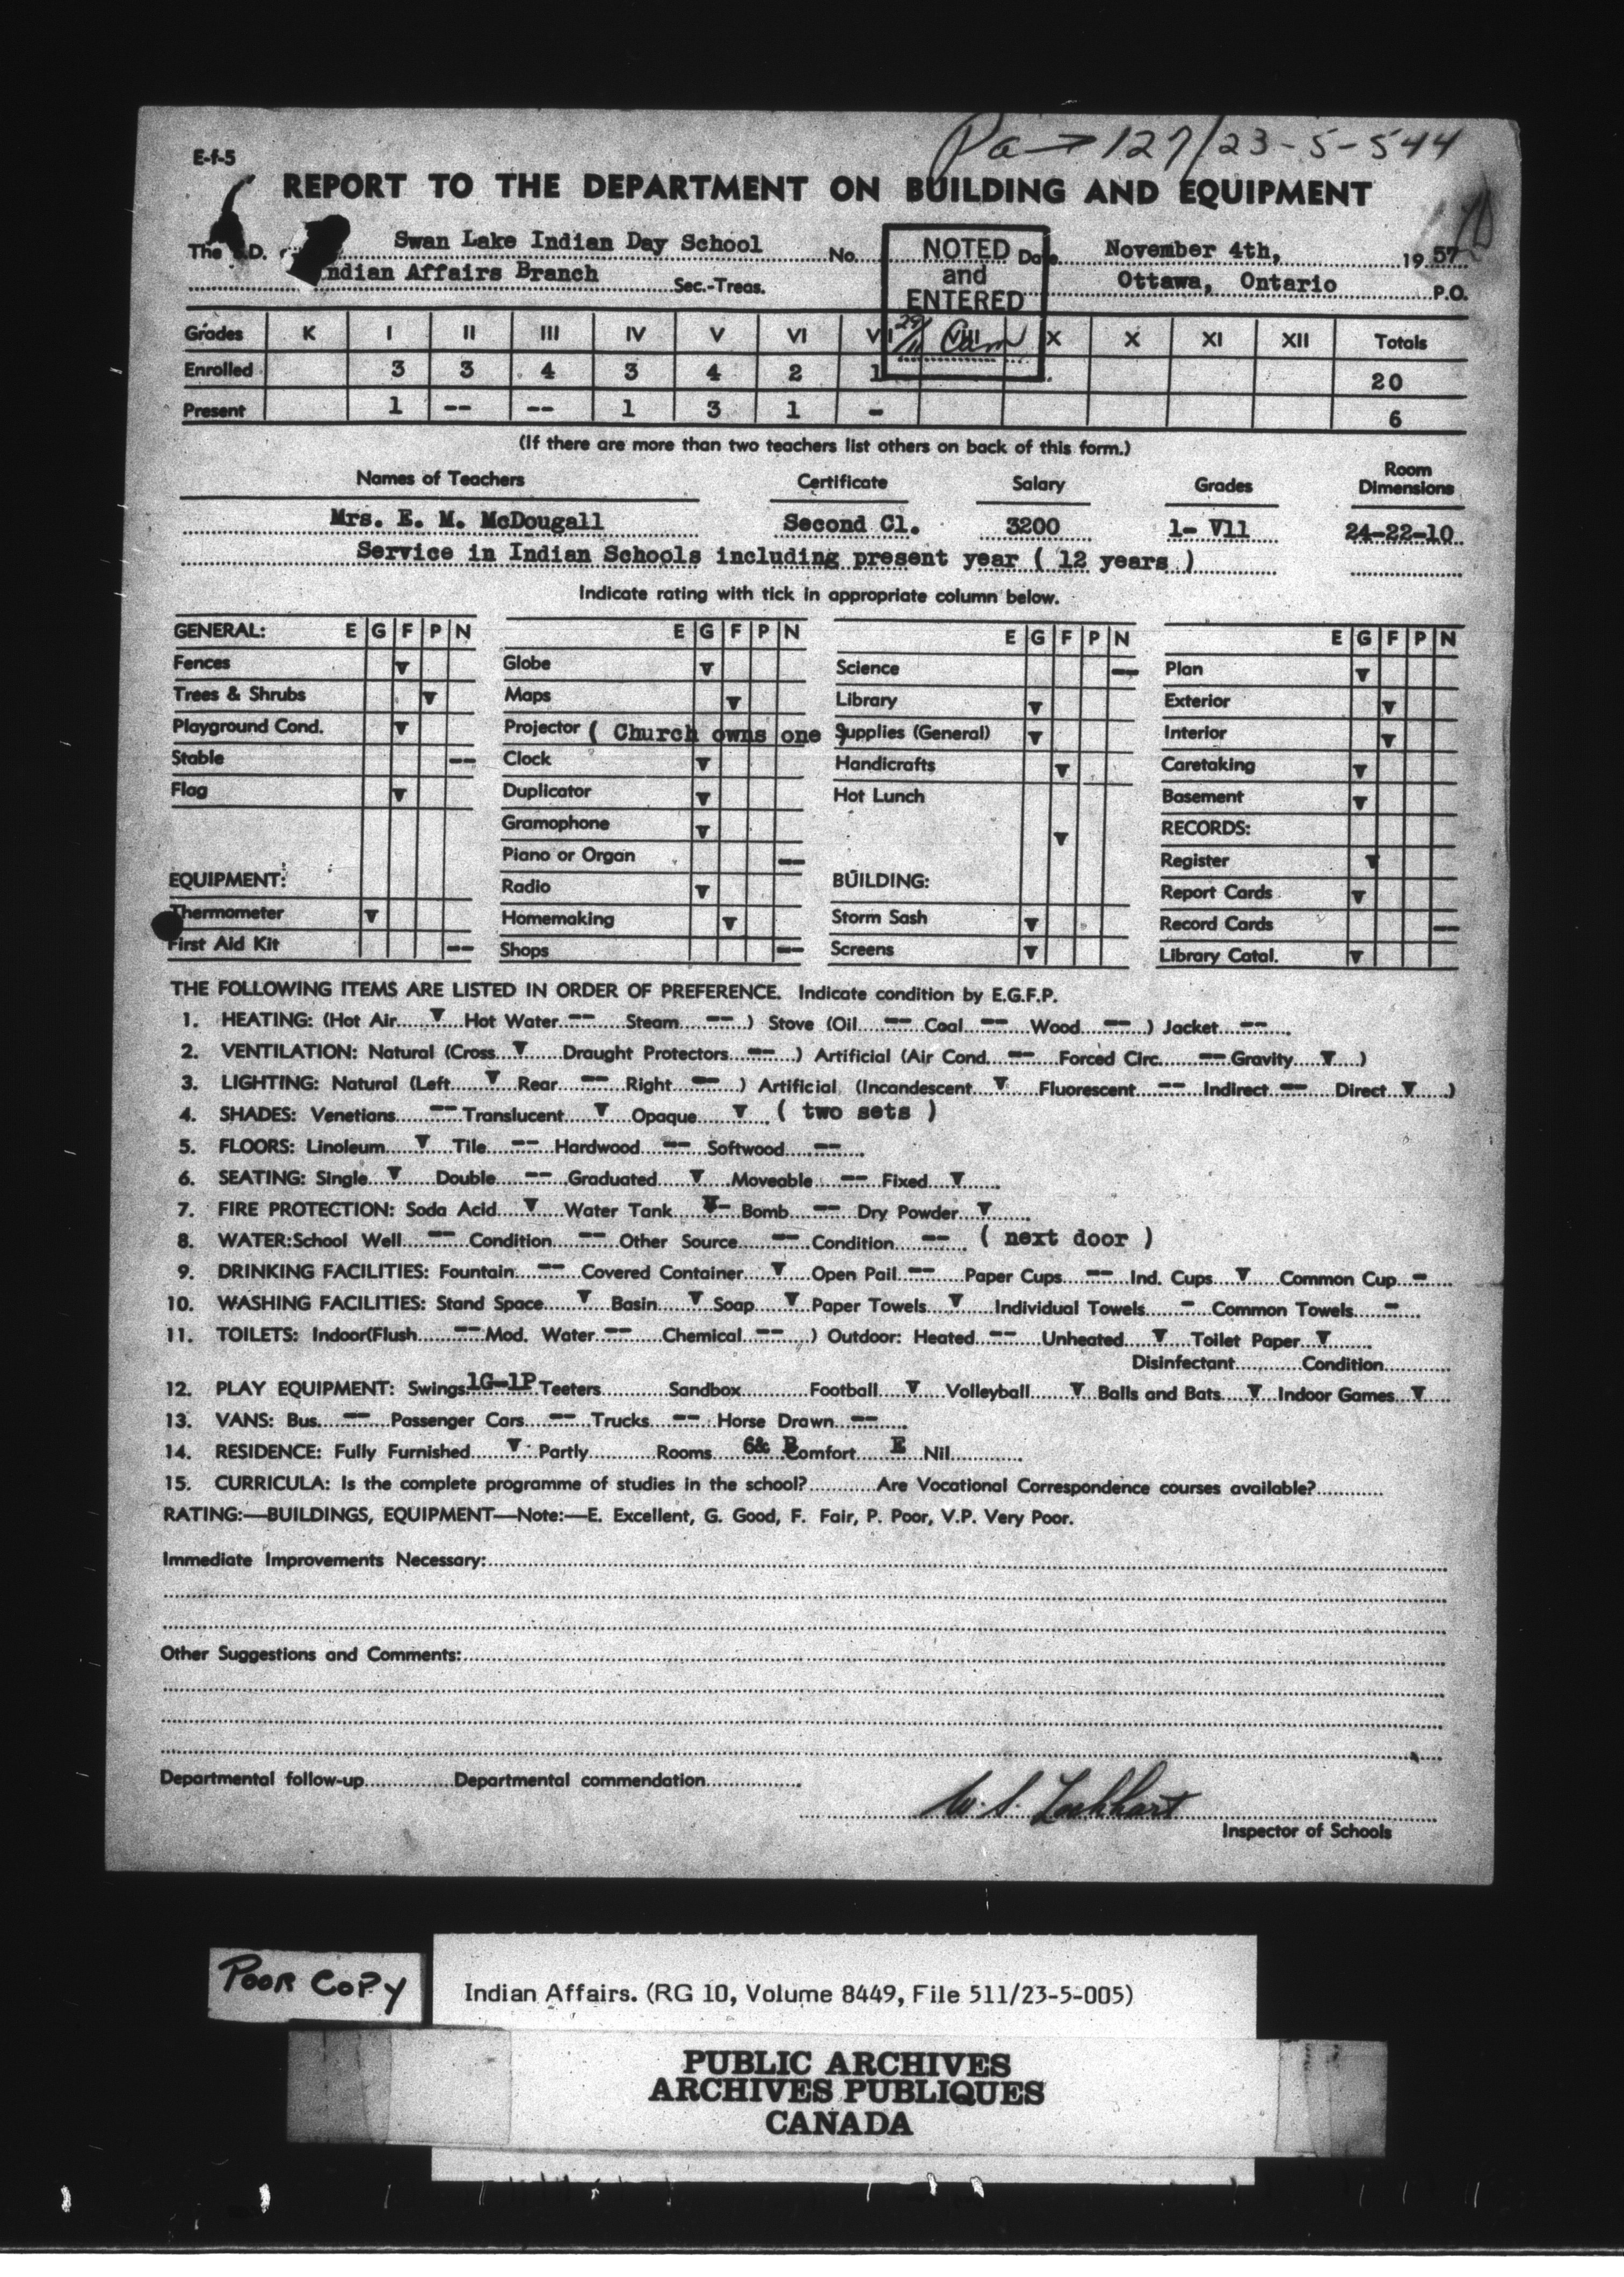 Pa → 127/23-5-544
E-f-5
REPORT TO THE DEPARTMENT ON BUILDING AND EQUIPMENT
The S.D. Swan Lake Indian Day School No. Date November 4th, 1957
Indian Affairs Branch Sec.-Treas. Ottawa, Ontario P.O.
NOTED
and
ENTERED
Grades K I II III IV V VI VII VIII IX X XI XII Totals
Enrolled 3 3 4 3 4 2 1 20
Present 1 -- -- 1 3 1 - 6
(If there are more than two teachers list others on back of this form.)
Names of Teachers Certificate Salary Grades Room Dimensions
Mrs. E. M. McDougall Second Cl. 3200 1- V11 24-22-10
Service in Indian Schools including present year ( 12 years )
Indicate rating with tick in appropriate column below.
GENERAL: E G F P N
Fences ▼
Trees & Shrubs ▼
Playground Cond. ▼
Stable --
Flag ▼
EQUIPMENT:
Thermometer ▼
First Aid Kit --
E G F P N
Globe ▼
Maps ▼
Projector ( Church owns one )
Clock ▼
Duplicator ▼
Gramophone ▼
Piano or Organ --
Radio ▼
Homemaking ▼
Shops --
E G F P N
Science --
Library ▼
Supplies (General) ▼
Handicrafts ▼
Hot Lunch
▼
BUILDING:
Storm Sash ▼
Screens ▼
E G F P N
Plan ▼
Exterior ▼
Interior ▼
Caretaking ▼
Basement ▼
RECORDS:
Register ▼
Report Cards ▼
Record Cards --
Library Catal. ▼
THE FOLLOWING ITEMS ARE LISTED IN ORDER OF PREFERENCE. Indicate condition by E.G.F.P.
1. HEATING: (Hot Air ▼ Hot Water -- Steam -- ) Stove (Oil -- Coal -- Wood -- ) Jacket --
2. VENTILATION: Natural (Cross ▼ Draught Protectors -- ) Artificial (Air Cond. -- Forced Circ. -- Gravity ▼ )
3. LIGHTING: Natural (Left ▼ Rear -- Right -- ) Artificial (Incandescent ▼ Fluorescent -- Indirect -- Direct ▼ )
4. SHADES: Venetians -- Translucent ▼ Opaque ▼ ( two sets )
5. FLOORS: Linoleum ▼ Tile -- Hardwood -- Softwood --
6. SEATING: Single ▼ Double -- Graduated ▼ Moveable -- Fixed ▼
7. FIRE PROTECTION: Soda Acid ▼ Water Tank -- Bomb -- Dry Powder ▼
8. WATER: School Well -- Condition -- Other Source -- Condition -- ( next door )
9. DRINKING FACILITIES: Fountain -- Covered Container ▼ Open Pail -- Paper Cups -- Ind. Cups ▼ Common Cup -
10. WASHING FACILITIES: Stand Space ▼ Basin ▼ Soap ▼ Paper Towels ▼ Individual Towels - Common Towels -
11. TOILETS: Indoor(Flush -- Mod. Water -- Chemical -- ) Outdoor: Heated -- Unheated ▼ Toilet Paper ▼
Disinfectant Condition
12. PLAY EQUIPMENT: Swings 1G-1P Teeters Sandbox Football ▼ Volleyball ▼ Balls and Bats ▼ Indoor Games ▼
13. VANS: Bus -- Passenger Cars -- Trucks -- Horse Drawn --
14. RESIDENCE: Fully Furnished ▼ Partly Rooms 6& B Comfort E Nil
15. CURRICULA: Is the complete programme of studies in the school? Are Vocational Correspondence courses available?
RATING:—BUILDINGS, EQUIPMENT—Note:—E. Excellent, G. Good, F. Fair, P. Poor, V.P. Very Poor.
Immediate Improvements Necessary:
Other Suggestions and Comments:
Departmental follow-up Departmental commendation
W. S. Lockhart
Inspector of Schools
POOR COPY
Indian Affairs. (RG 10, Volume 8449, File 511/23-5-005)
PUBLIC ARCHIVES
ARCHIVES PUBLIQUES
CANADA